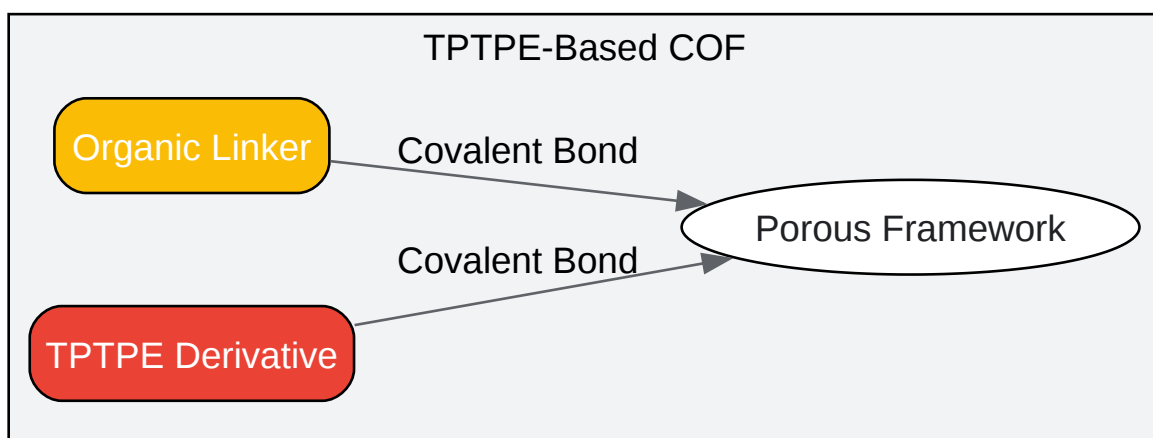 TPTPE-Based COF
Organic Linker
Covalent Bond
Porous Framework
Covalent Bond
TPTPE Derivative